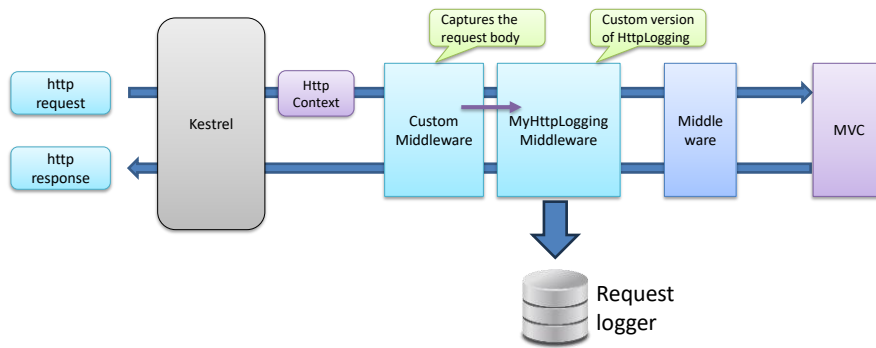 Captures the
request body
Custom version
of HttpLogging
http
request
Kestrel
Http
Context
Custom
Middleware
MyHttpLogging
Middleware
Middle
ware
MVC
http
response
Request
logger